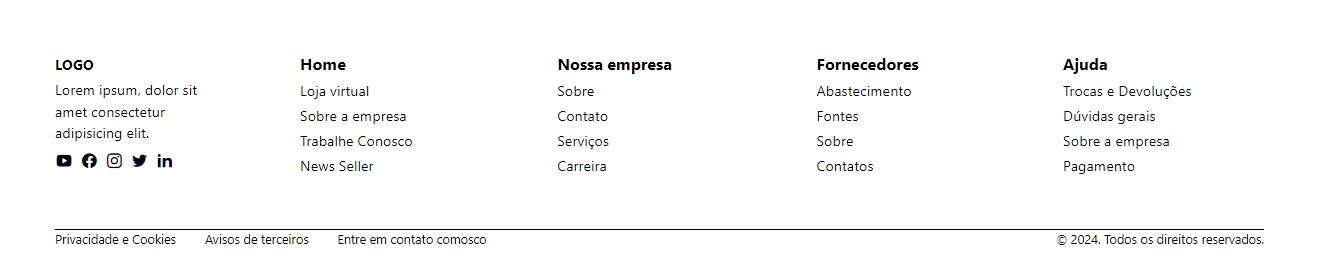 LOGO
Lorem ipsum, dolor sit
amet consectetur
adipisicing elit.
Home
Loja virtual
Sobre a empresa
Trabalhe Conosco
News Seller
Nossa empresa
Sobre
Contato
Serviços
Carreira
Fornecedores
Abastecimento
Fontes
Sobre
Contatos
Ajuda
Trocas e Devoluções
Dúvidas gerais
Sobre a empresa
Pagamento
Privacidade e Cookies
Avisos de terceiros
Entre em contato comosco
© 2024. Todos os direitos reservados.